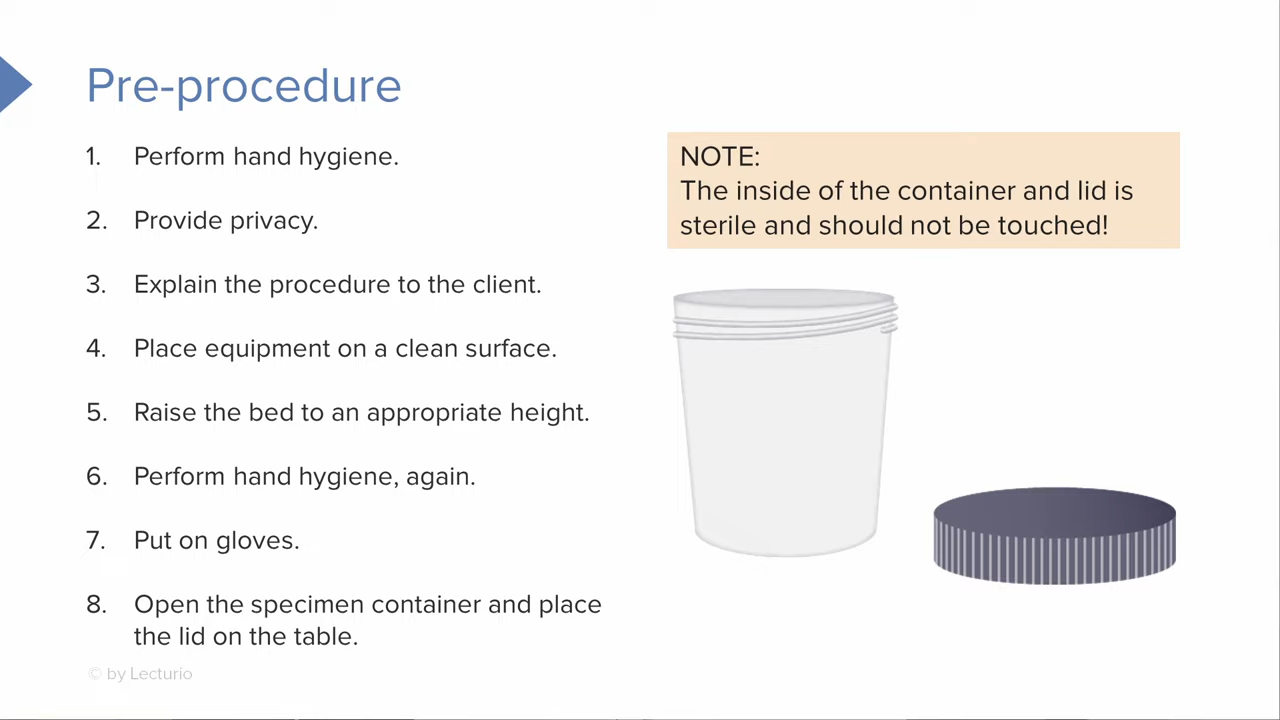 Pre-procedure
1. Perform hand hygiene.
2. Provide privacy.
3. Explain the procedure to the client.
4. Place equipment on a clean surface.
5. Raise the bed to an appropriate height.
6. Perform hand hygiene, again.
7. Put on gloves.
8. Open the specimen container and place
the lid on the table.
NOTE:
The inside of the container and lid is
sterile and should not be touched!
© by Lecturio